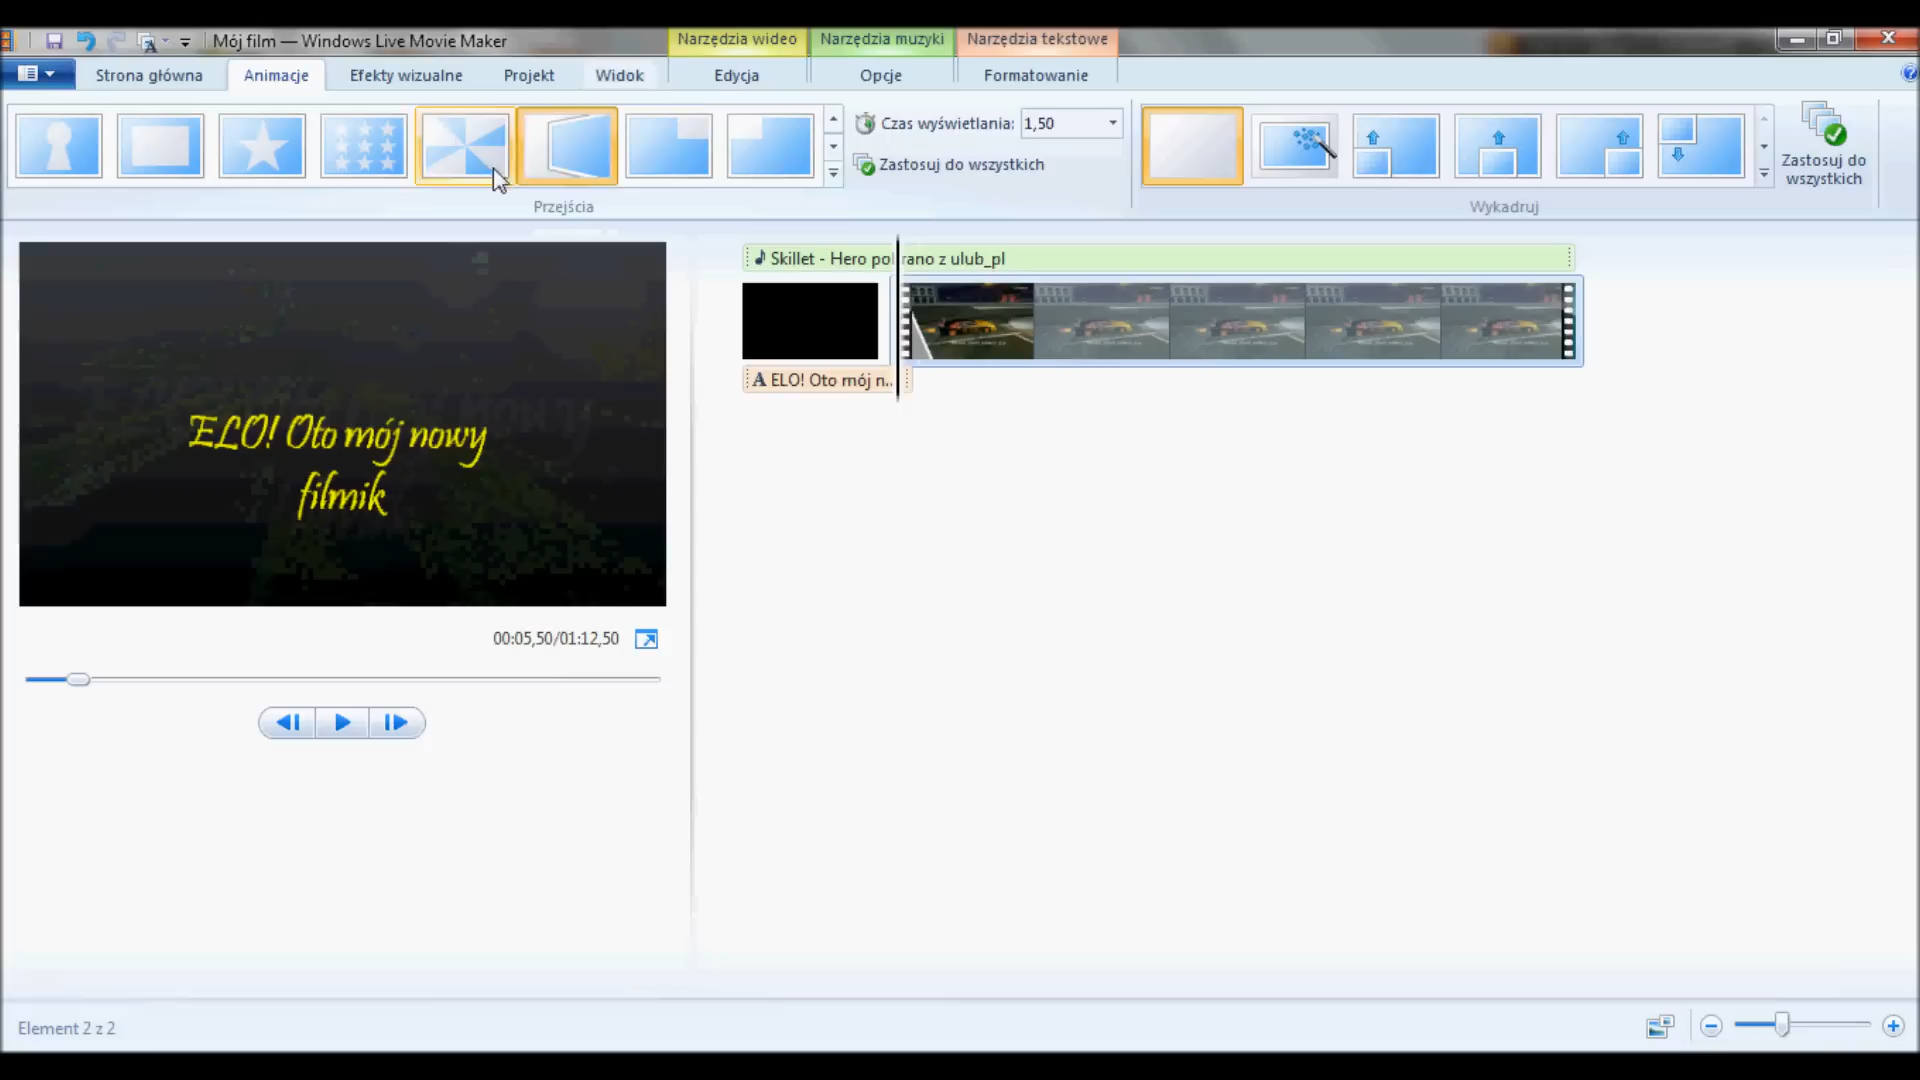 Mój film — Windows Live Movie Maker
Narzędzia wideo
Narzędzia muzyki
Narzędzia tekstowe
Strona główna
Animacje
Efekty wizualne
Projekt
Widok
Edycja
Opcje
Formatowanie
Czas wyświetlania: 1,50
Zastosuj do wszystkich
Przejścia
Zastosuj do
wszystkich
Wykadruj
Skillet - Hero pobrano z ulub_pl
A ELO! Oto mój n...
ELO! Oto mój nowy
filmik
00:05,50/01:12,50
Element 2 z 2